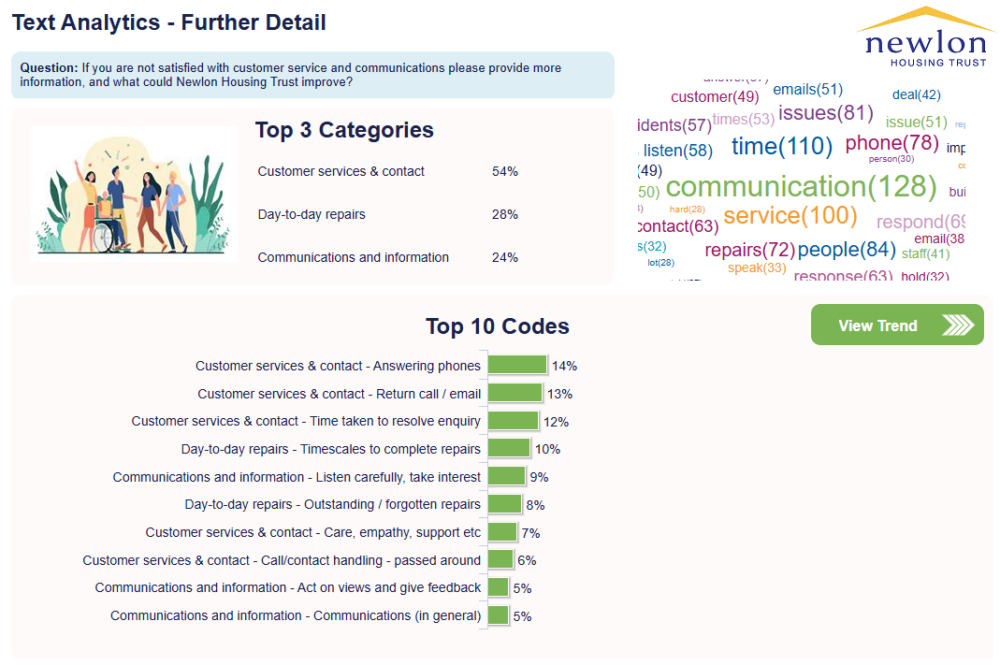 Text Analytics - Further Detail
newlon
HOUSING TRUST
Question: If you are not satisfied with customer service and communications please provide more
information, and what could Newlon Housing Trust improve?
Top 3 Categories
Customer services & contact 54%
Day-to-day repairs 28%
Communications and information 24%
customer(49) emails(51) deal(42)
idents(57) times(53) issues(81) issue(51)
listen(58) time(110) phone(78) imp
(49) person(30)
50) communication(128) bui
hard(28) service(100) respond(69
contact(63) email(38
s(32) repairs(72) people(84) staff(41)
lot(28) speak(33)
response(63) hold(32)
Top 10 Codes
View Trend
Customer services & contact - Answering phones 14%
Customer services & contact - Return call / email 13%
Customer services & contact - Time taken to resolve enquiry 12%
Day-to-day repairs - Timescales to complete repairs 10%
Communications and information - Listen carefully, take interest 9%
Day-to-day repairs - Outstanding / forgotten repairs 8%
Customer services & contact - Care, empathy, support etc 7%
Customer services & contact - Call/contact handling - passed around 6%
Communications and information - Act on views and give feedback 5%
Communications and information - Communications (in general) 5%